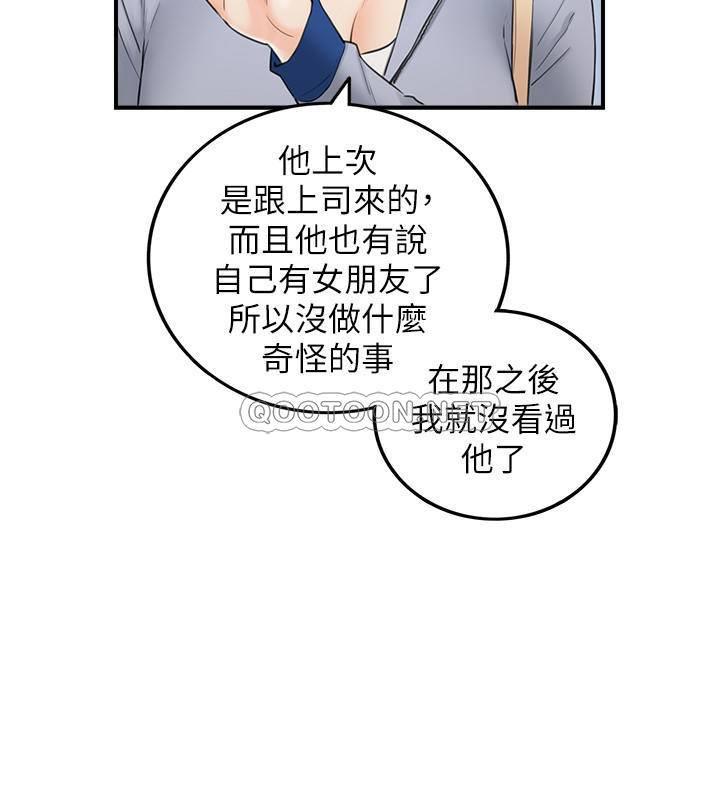 他上次
是跟上司來的,
而且他也有說
自己有女朋友了
所以沒做什麼
奇怪的事
在那之後
QOOTOON.NET
我就沒看過
他了